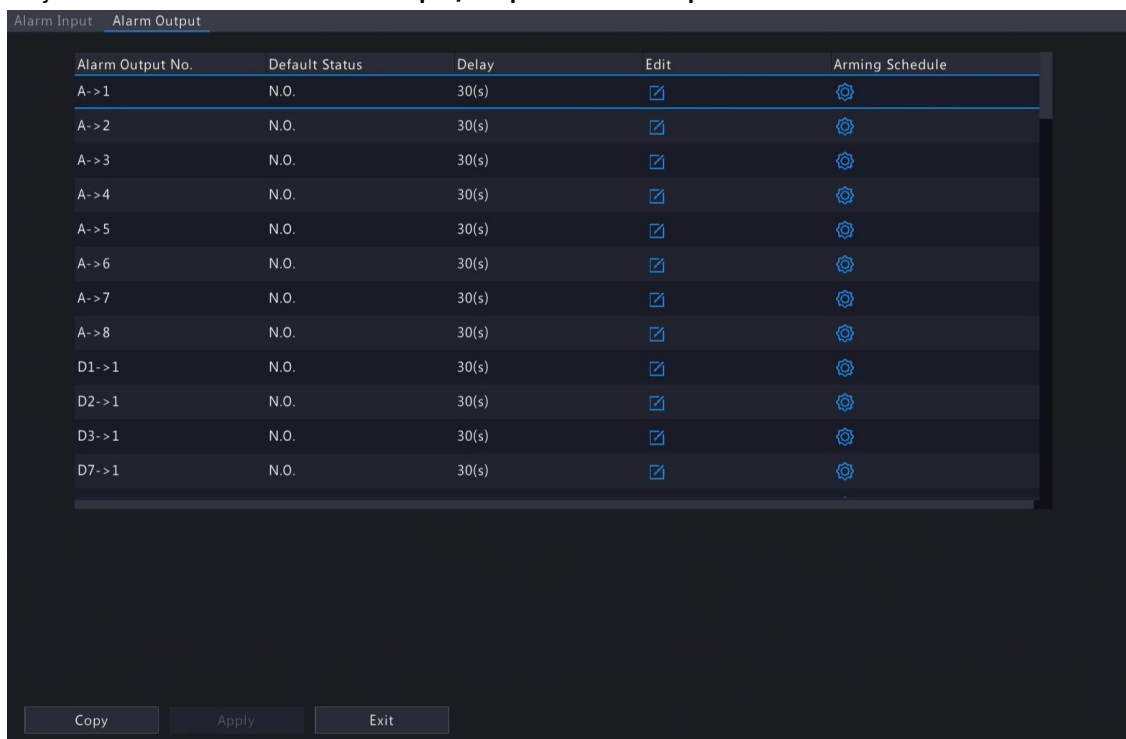 Alarm Input Alarm Output
Alarm Output No. Default Status Delay Edit Arming Schedule
A->1 N.O. 30(s)
A->2 N.O. 30(s)
A->3 N.O. 30(s)
A->4 N.O. 30(s)
A->5 N.O. 30(s)
A->6 N.O. 30(s)
A->7 N.O. 30(s)
A->8 N.O. 30(s)
D1->1 N.O. 30(s)
D2->1 N.O. 30(s)
D3->1 N.O. 30(s)
D7->1 N.O. 30(s)
Copy Apply Exit